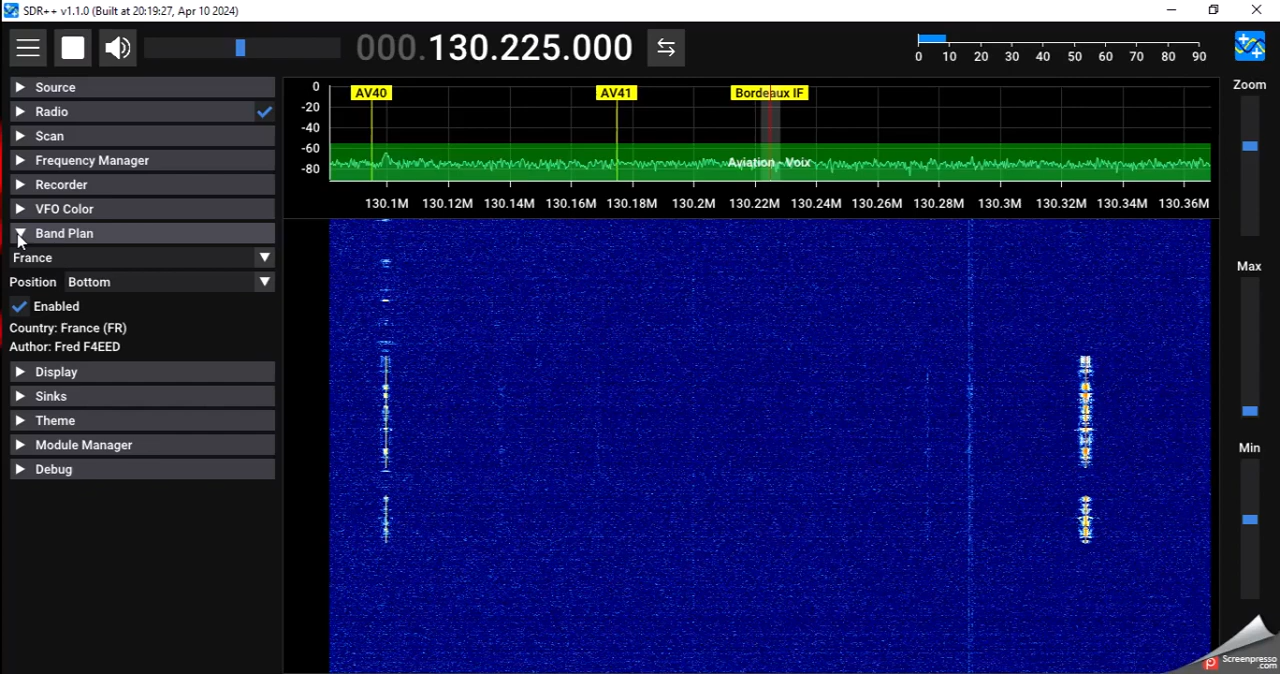 SDR++ v1.1.0 (Built at 20:19:27, Apr 10 2024)
000.130.225.000
0 10 20 30 40 50 60 70 80 90
Source
Radio
Scan
Frequency Manager
Recorder
VFO Color
Band Plan
France
Position Bottom
Enabled
Country: France (FR)
Author: Fred F4EED
Display
Sinks
Theme
Module Manager
Debug
0
-20
-40
-60
-80
AV40 AV41 Bordeaux IF
Aviation - Voix
130.1M 130.12M 130.14M 130.16M 130.18M 130.2M 130.22M 130.24M 130.26M 130.28M 130.3M 130.32M 130.34M 130.36M
Zoom
Max
Min
Screenpresso
.com